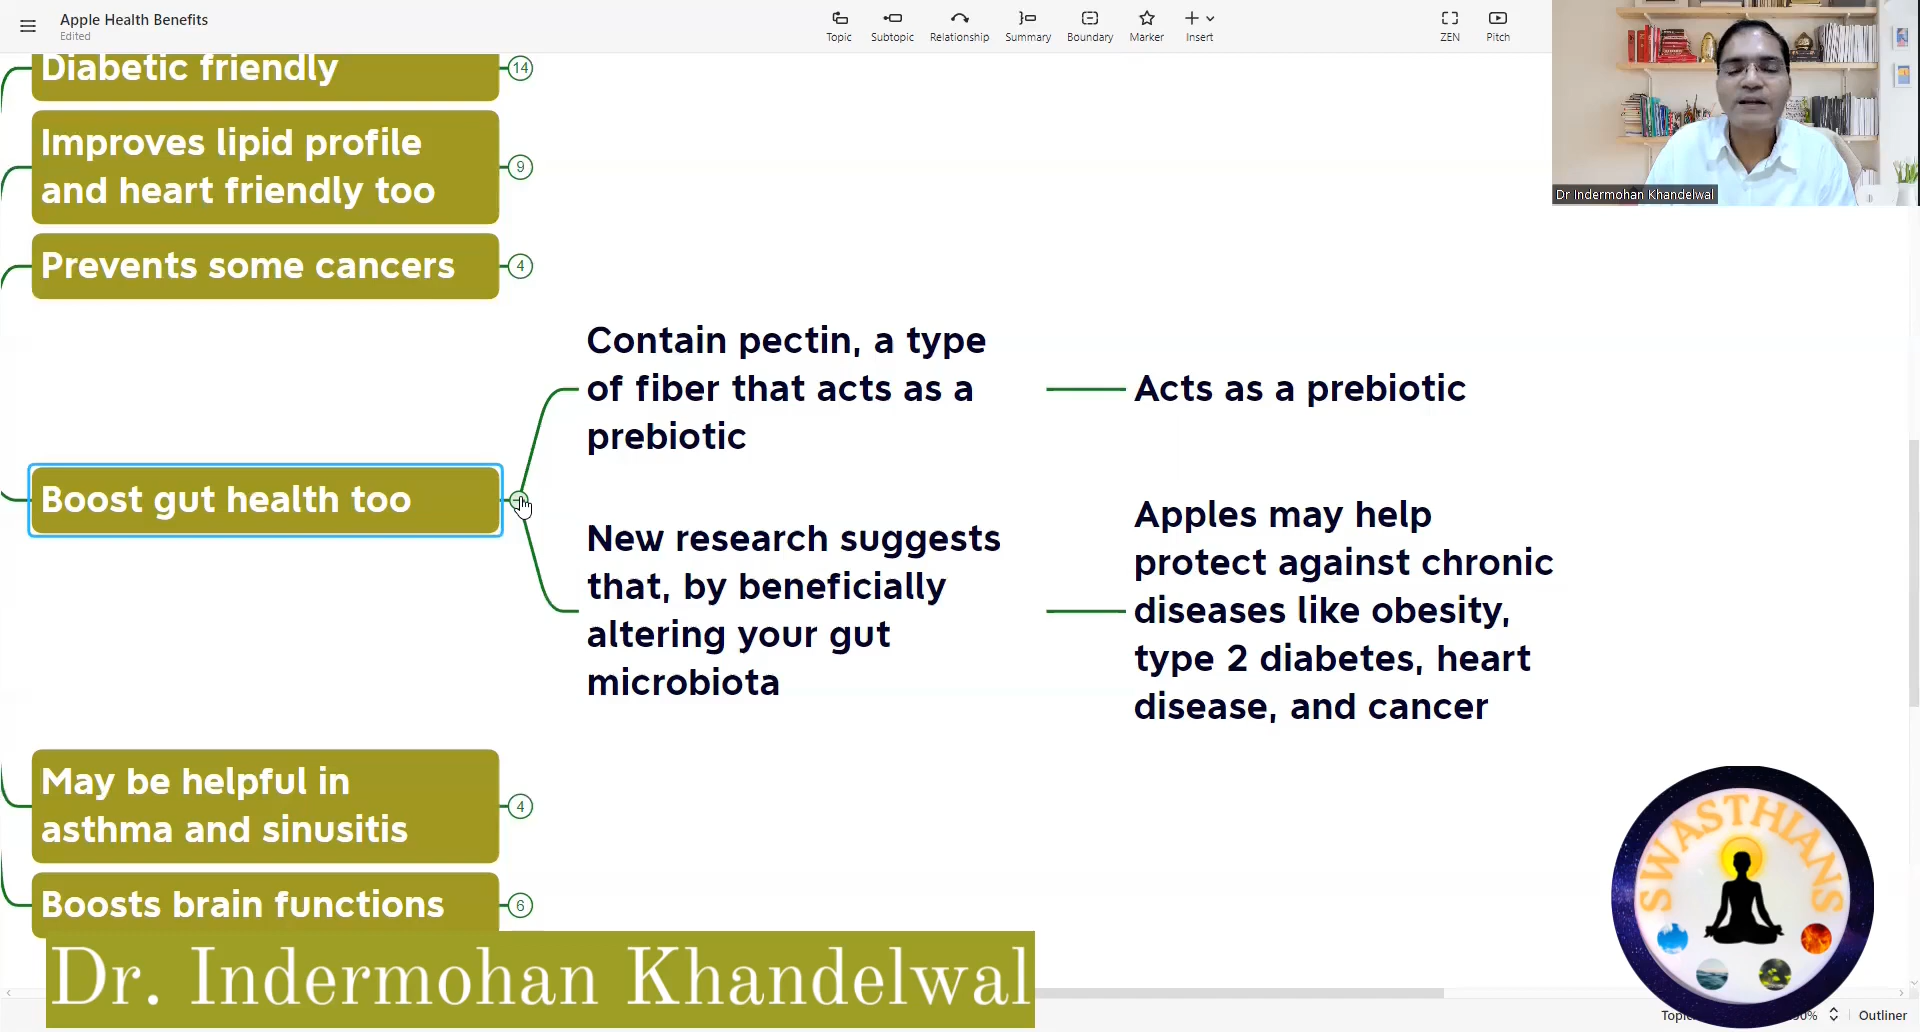 Apple Health Benefits
Edited
Topic
Subtopic
Relationship
Summary
Boundary
Marker
Insert
ZEN
Pitch
Diabetic friendly
14
Improves lipid profile
and heart friendly too
9
Prevents some cancers
4
Boost gut health too
Contain pectin, a type
of fiber that acts as a
prebiotic
Acts as a prebiotic
New research suggests
that, by beneficially
altering your gut
microbiota
Apples may help
protect against chronic
diseases like obesity,
type 2 diabetes, heart
disease, and cancer
May be helpful in
asthma and sinusitis
4
Boosts brain functions
6
Dr Indermohan Khandelwal
SWASTHIANS
Dr. Indermohan Khandelwal
Outliner